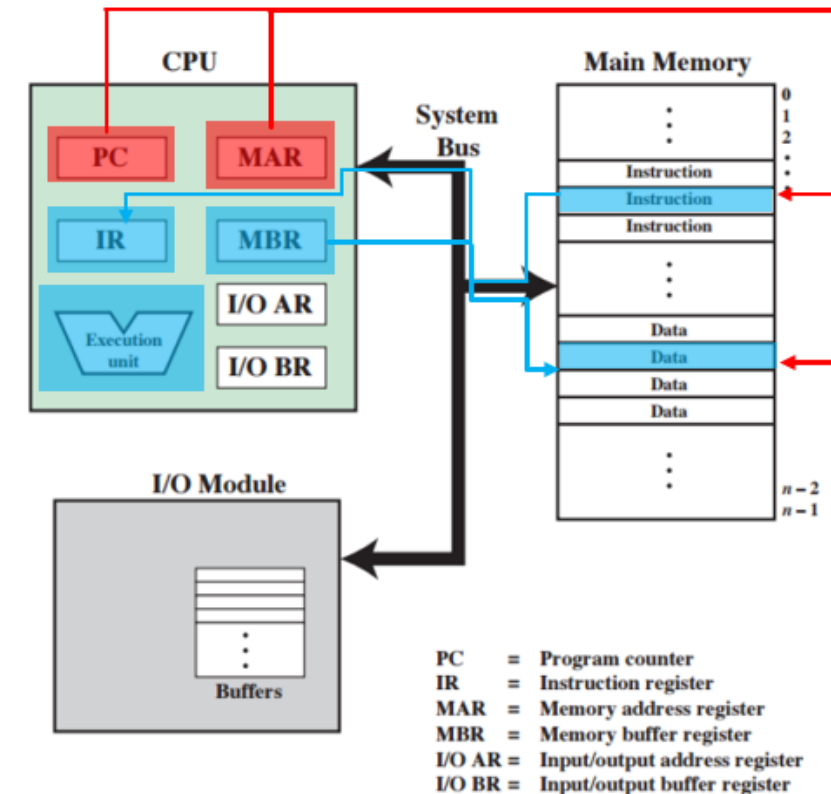 CPU
Main Memory
System
Bus
PC
MAR
IR
MBR
Execution
unit
I/O AR
I/O BR
0
1
2
Instruction
Instruction
Instruction
Data
Data
Data
Data
n – 2
n – 1
I/O Module
Buffers
PC = Program counter
IR = Instruction register
MAR = Memory address register
MBR = Memory buffer register
I/O AR = Input/output address register
I/O BR = Input/output buffer register